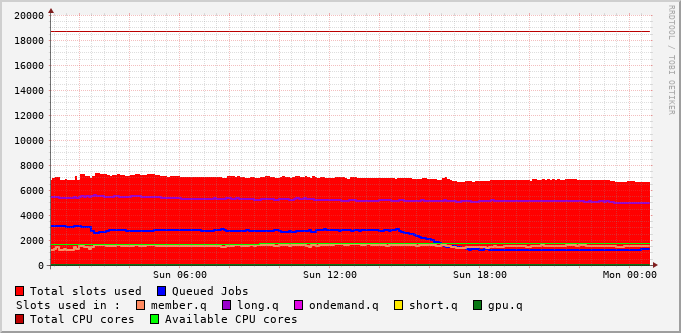 RRDTOOL / TOBI OETIKER
20000
18000
16000
14000
12000
10000
8000
6000
4000
2000
0
Sun 06:00 Sun 12:00 Sun 18:00 Mon 00:00
Total slots used Queued Jobs
Slots used in : member.q long.q ondemand.q short.q gpu.q
Total CPU cores Available CPU cores